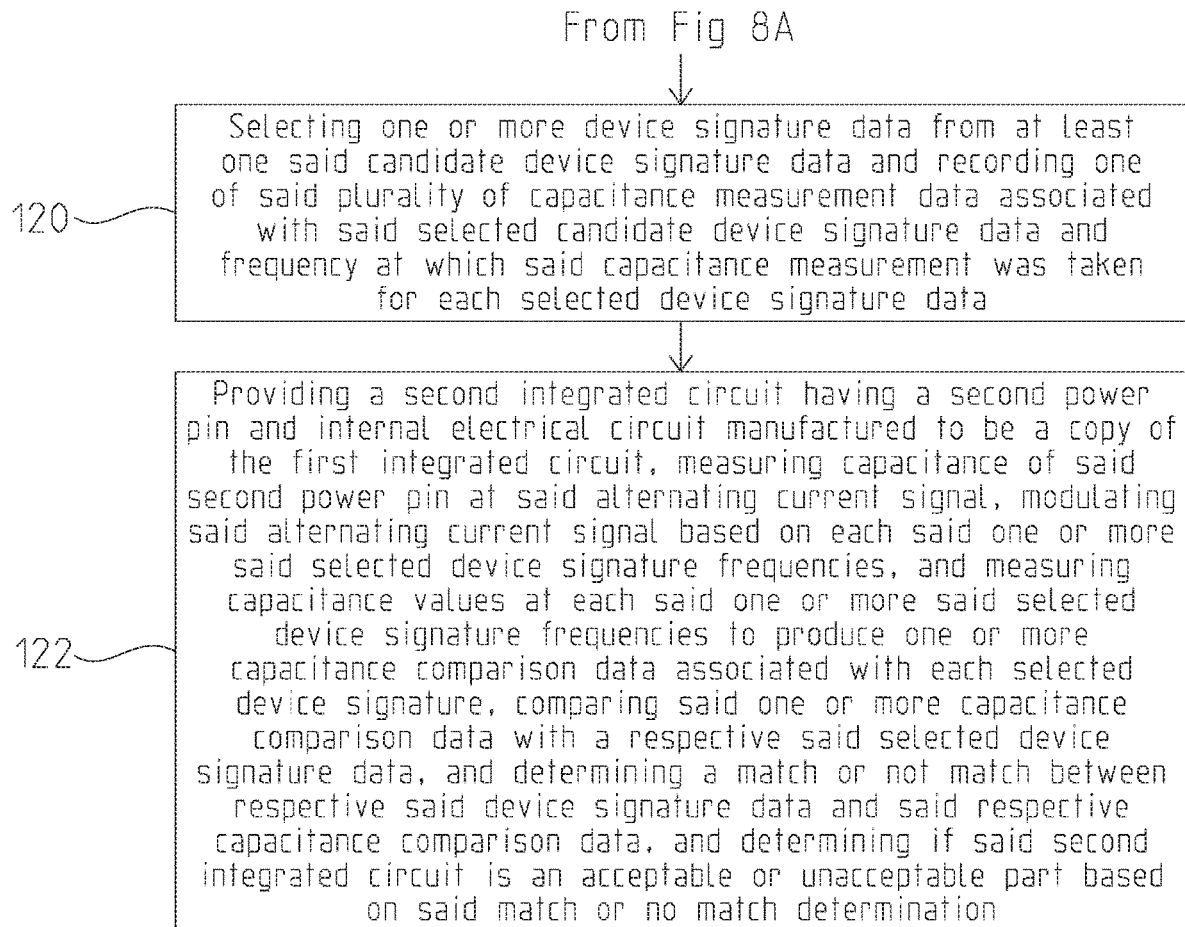 From Fig 8A
Selecting one or more device signature data from at least
one said candidate device signature data and recording one
of said plurality of capacitance measurement data associated
with said selected candidate device signature data and
frequency at which said capacitance measurement was taken
for each selected device signature data
120
Providing a second integrated circuit having a second power
pin and internal electrical circuit manufactured to be a copy of
the first integrated circuit, measuring capacitance of said
second power pin at said alternating current signal, modulating
said alternating current signal based on each said one or more
said selected device signature frequencies, and measuring
capacitance values at each said one or more said selected
device signature frequencies to produce one or more
capacitance comparison data associated with each selected
device signature, comparing said one or more capacitance
comparison data with a respective said selected device
signature data, and determining a match or not match between
respective said device signature data and said respective
capacitance comparison data, and determining if said second
integrated circuit is an acceptable or unacceptable part based
on said match or no match determination
122